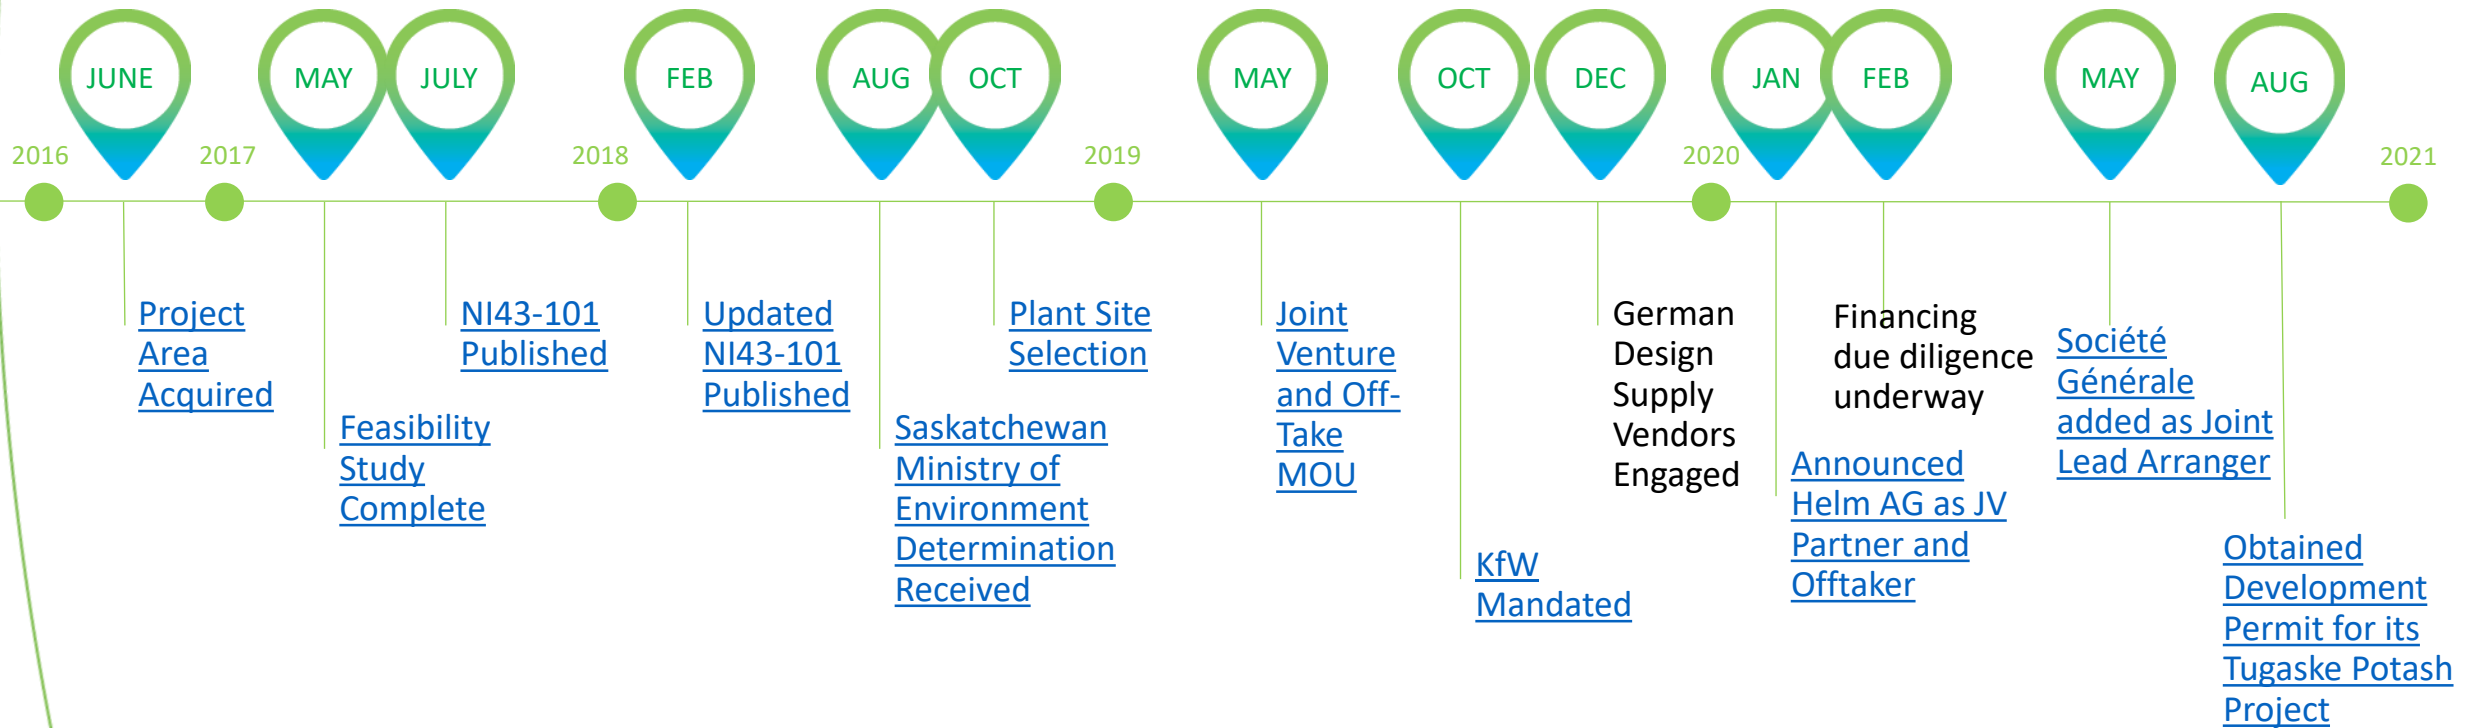 JUNE
MAY
JULY
FEB
AUG
OCT
MAY
OCT
DEC
JAN
FEB
MAY
AUG
2016
2017
2018
2019
2020
2021
Project
Area
Acquired
Feasibility
Study
Complete
NI43-101
Published
Updated
NI43-101
Published
Saskatchewan
Ministry of
Environment
Determination
Received
Plant Site
Selection
Joint
Venture
and Off-
Take
MOU
KfW
Mandated
German
Design
Supply
Vendors
Engaged
Announced
Helm AG as JV
Partner and
Offtaker
Financing
due diligence
underway
Société
Générale
added as Joint
Lead Arranger
Obtained
Development
Permit for its
Tugaske Potash
Project